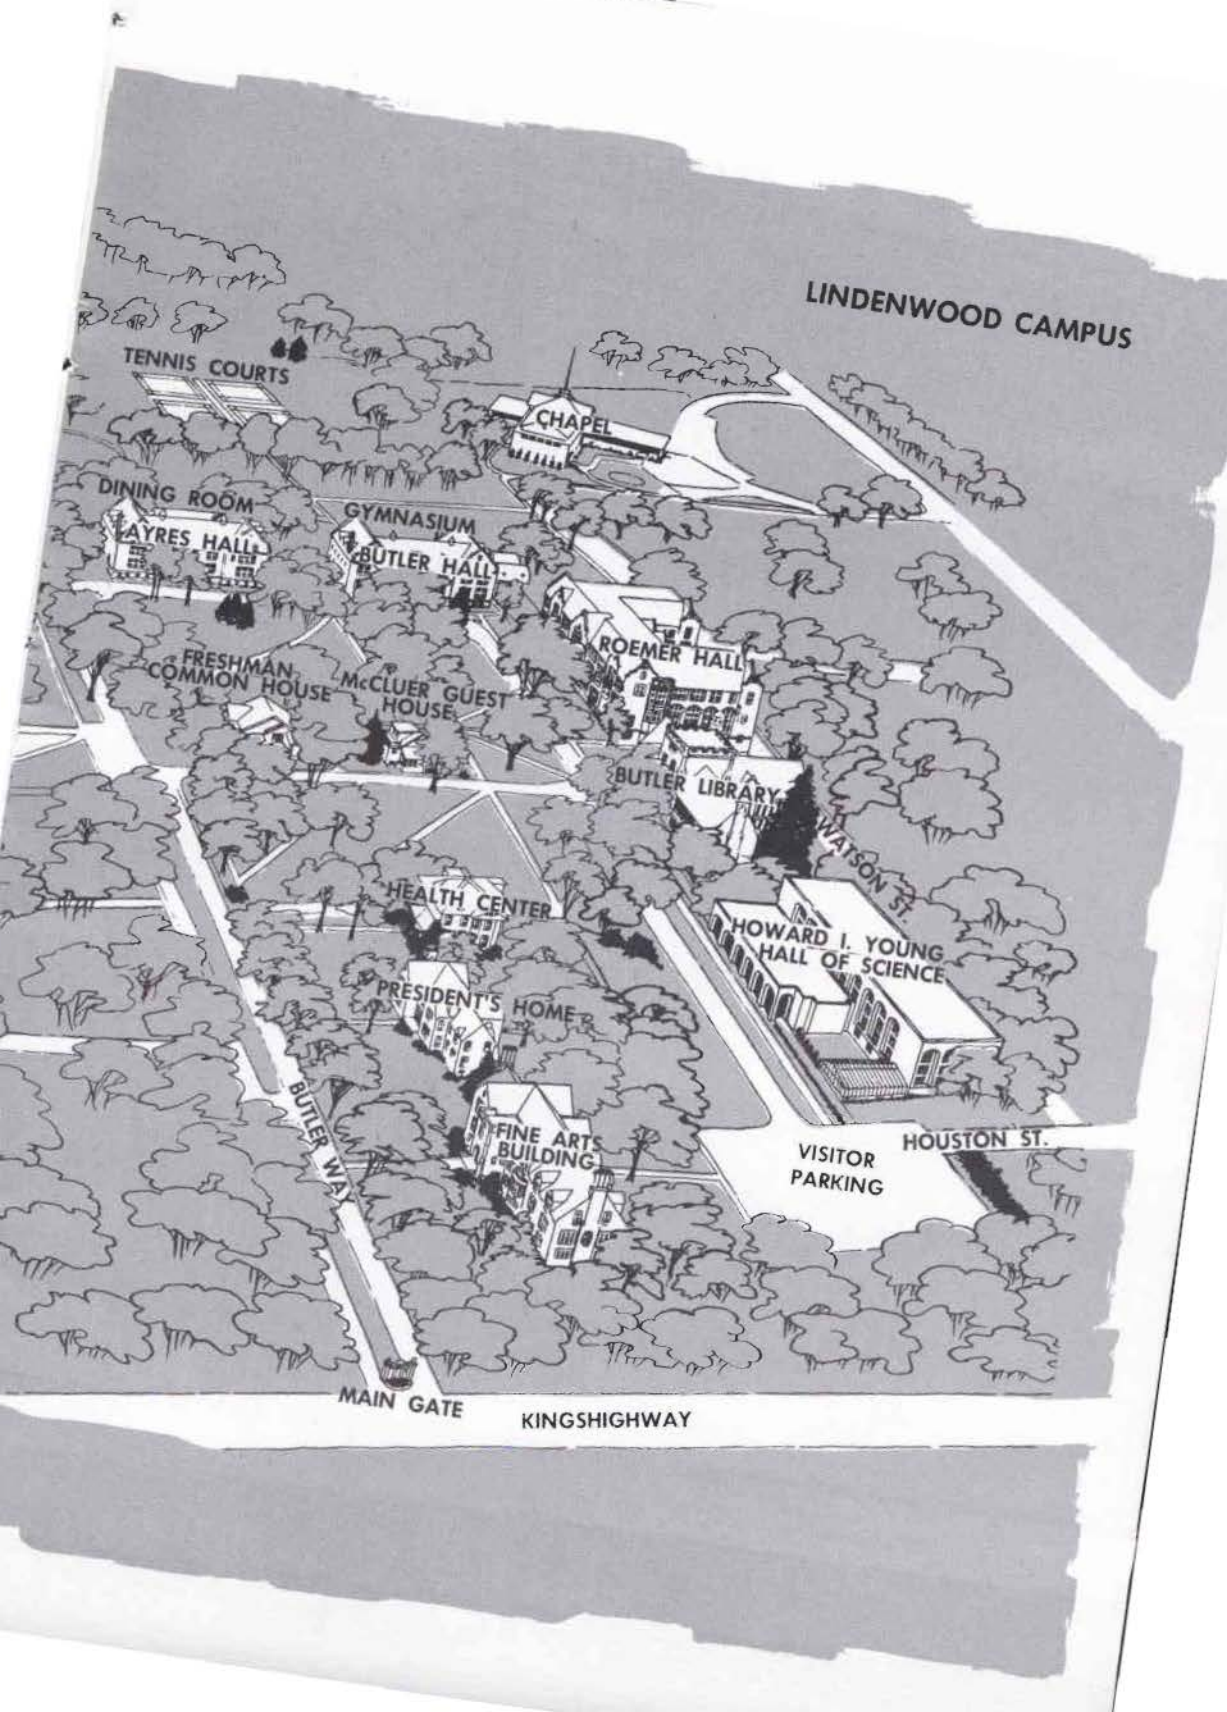 LINDENWOOD CAMPUS
TENNIS COURTS
CHAPEL
DINING ROOM
AYRES HALL
GYMNASIUM
BUTLER HALL
ROEMER HALL
FRESHMAN
COMMON HOUSE
McCLUER GUEST
HOUSE
BUTLER LIBRARY
WATSON ST.
HEALTH CENTER
HOWARD I. YOUNG
HALL OF SCIENCE
PRESIDENT'S HOME
BUTLER WAY
FINE ARTS
BUILDING
VISITOR
PARKING
HOUSTON ST.
MAIN GATE
KINGSHIGHWAY